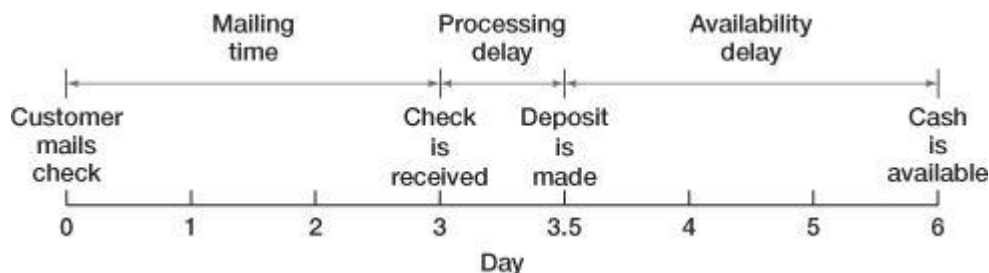 Mailing Processing Availability
time delay delay
Customer Check Deposit Cash
mails is is is
check received made available
0 1 2 3 3.5 4 5 6
Day